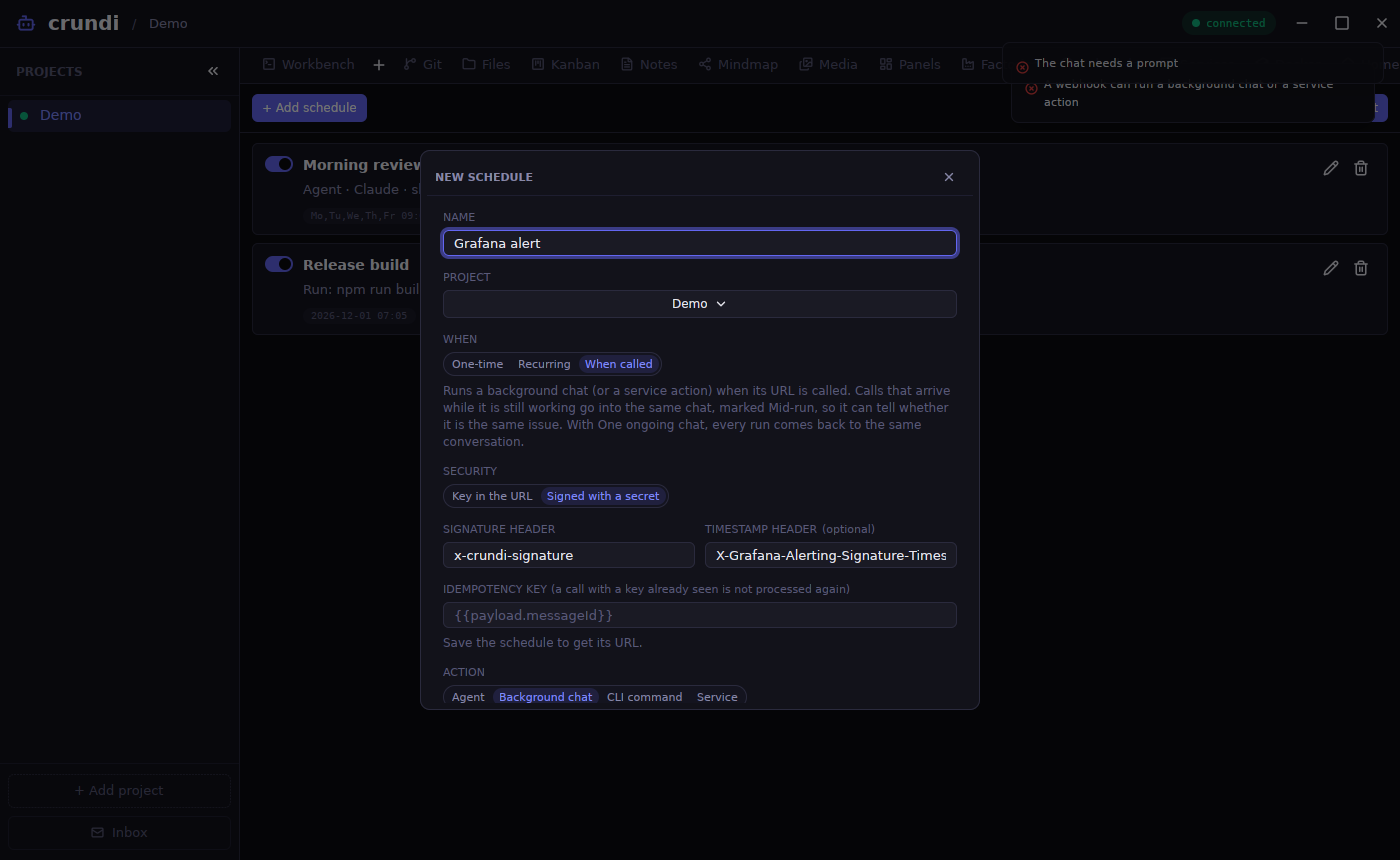 crundi / Demo
connected
PROJECTS
Workbench
Git
Files
Kanban
Notes
Mindmap
Media
Panels
The chat needs a prompt
A webhook can run a background chat or a service
action
Demo
+ Add schedule
Morning review
Agent · Claude
Mo,Tu,We,Th,Fr
Release build
Run: npm run
2026-12-01 07:05
NEW SCHEDULE
NAME
Grafana alert
PROJECT
Demo
WHEN
One-time Recurring When called
Runs a background chat (or a service action) when its URL is called. Calls that arrive
while it is still working go into the same chat, marked Mid-run, so it can tell whether
it is the same issue. With One ongoing chat, every run comes back to the same
conversation.
SECURITY
Key in the URL Signed with a secret
SIGNATURE HEADER TIMESTAMP HEADER (optional)
x-crundi-signature X-Grafana-Alerting-Signature-Times
IDEMPOTENCY KEY (a call with a key already seen is not processed again)
{{payload.messageId}}
Save the schedule to get its URL.
ACTION
Agent Background chat CLI command Service
+ Add project
Inbox